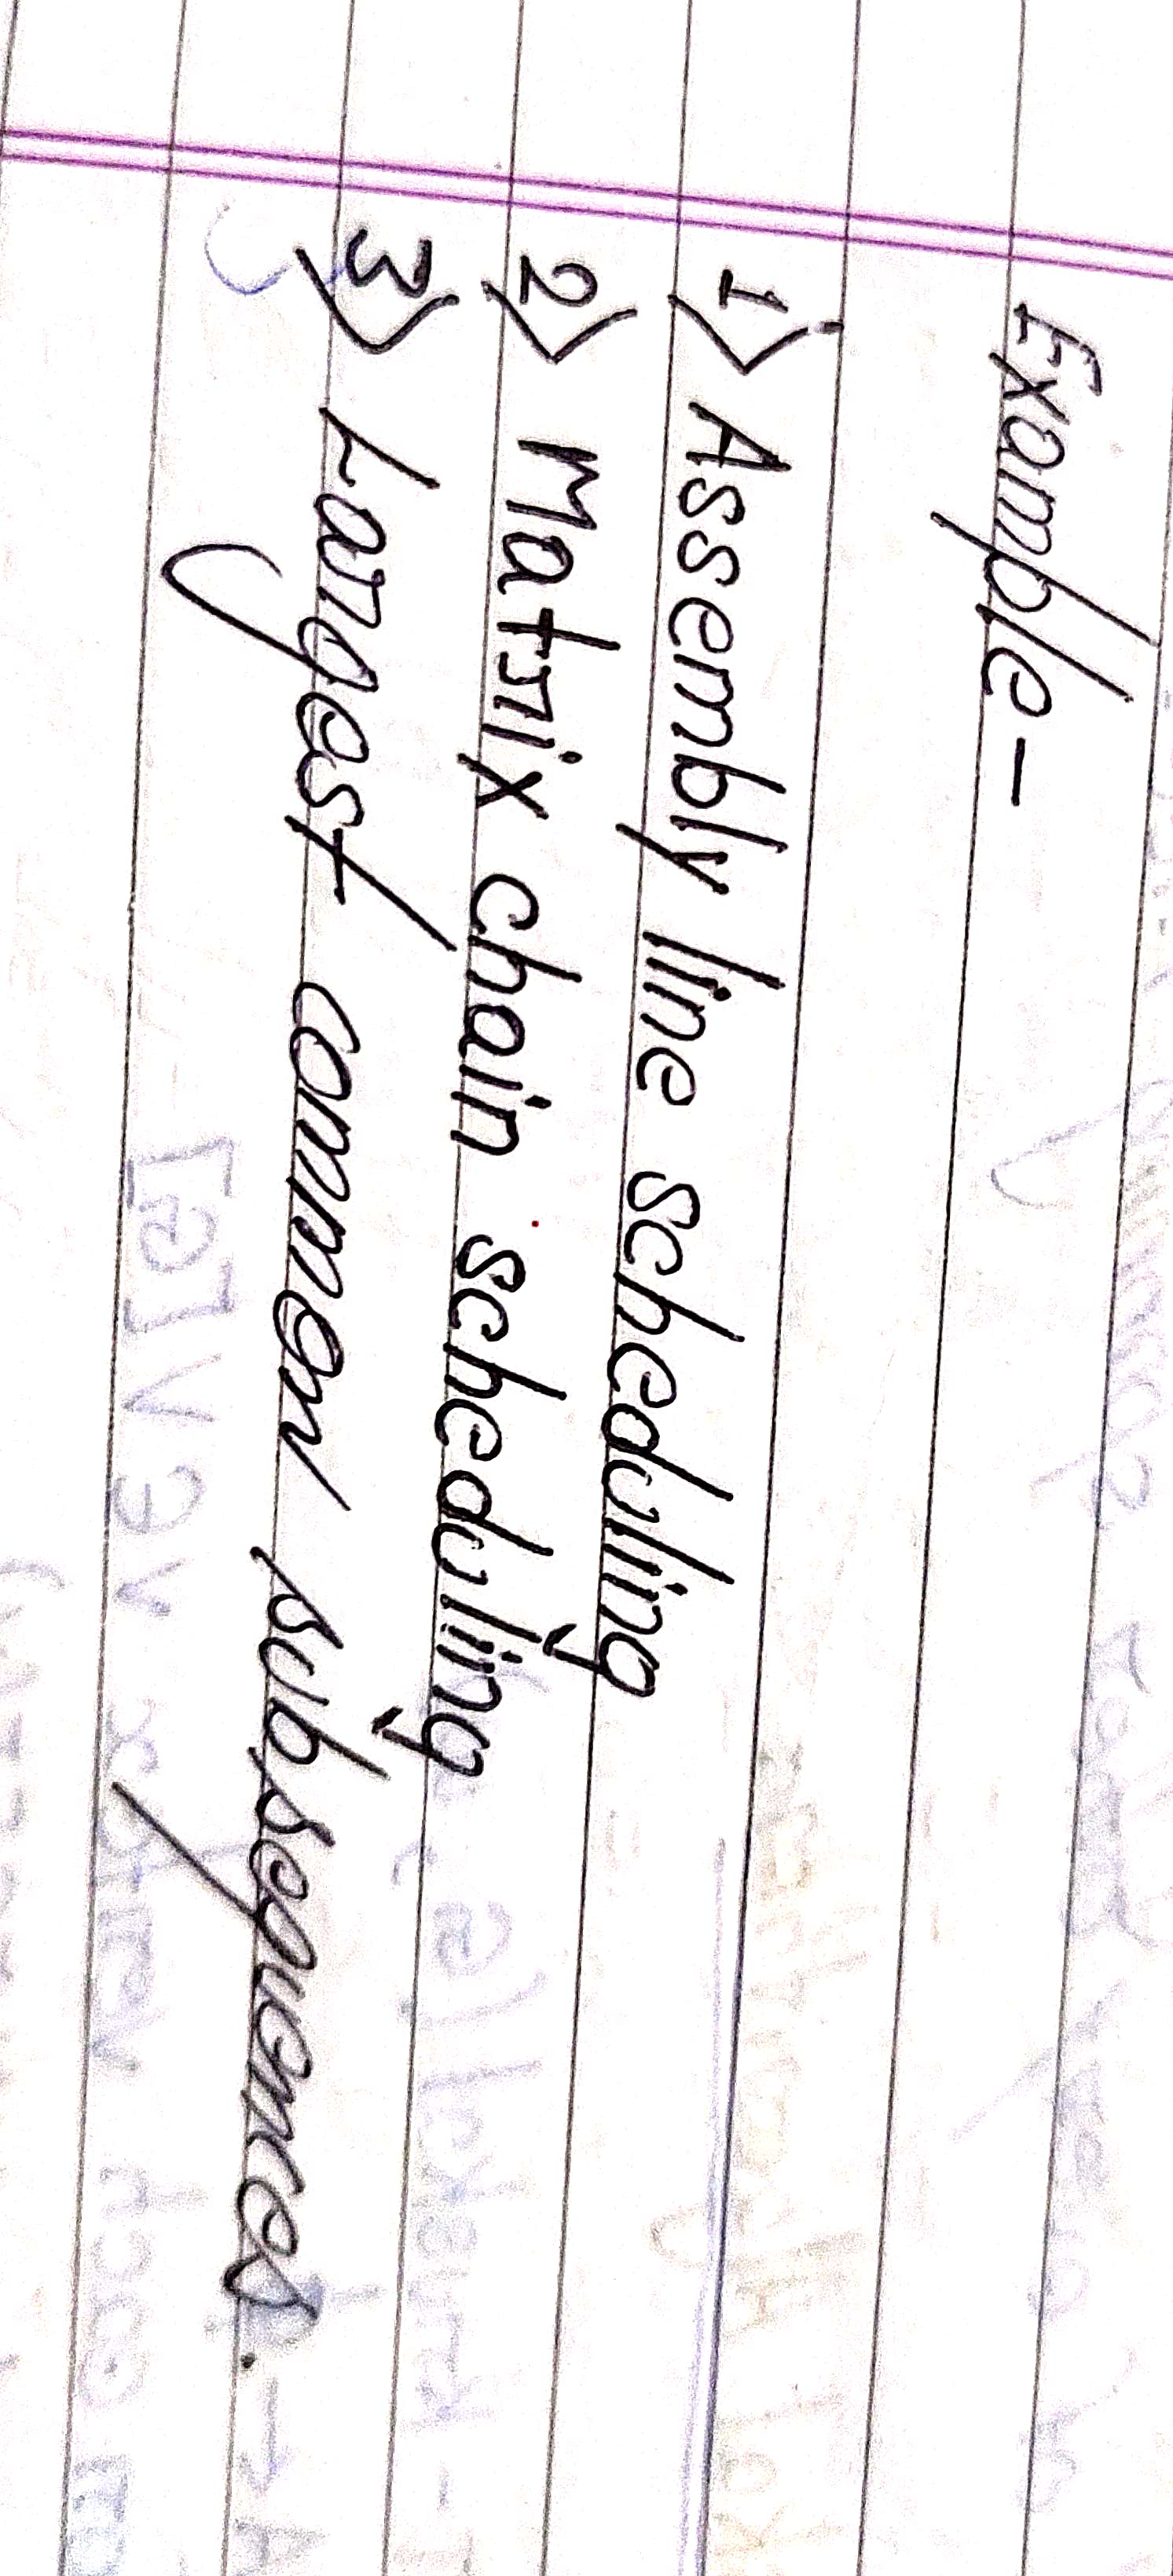 Example-
1> Assembly line scheduling
2> Matrix chain scheduling
3> Largest common subsequences.